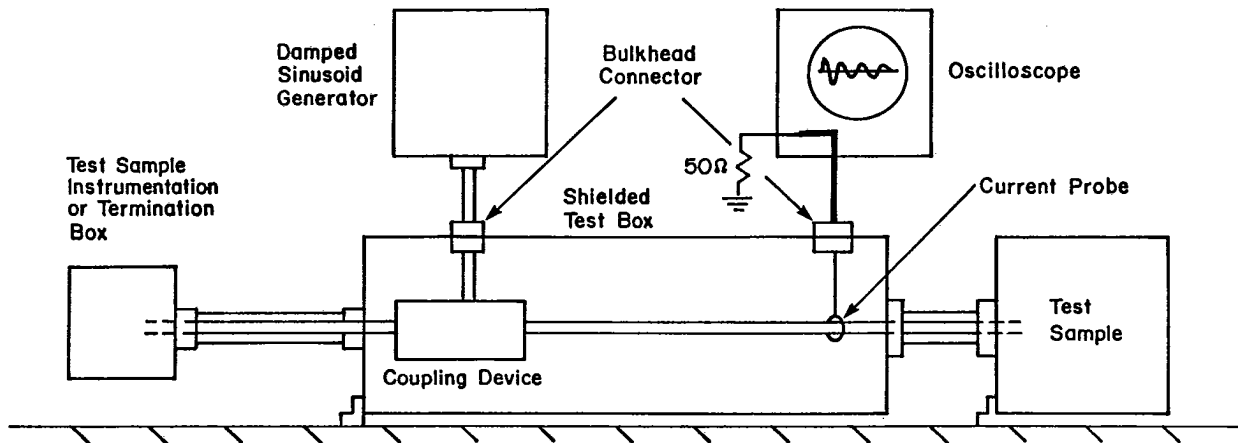 Damped
Sinusoid
Generator
Bulkhead
Connector
Oscilloscope
Test Sample
Instrumentation
or Termination
Box
Shielded
Test Box
50Ω
Current Probe
Coupling Device
Test
Sample